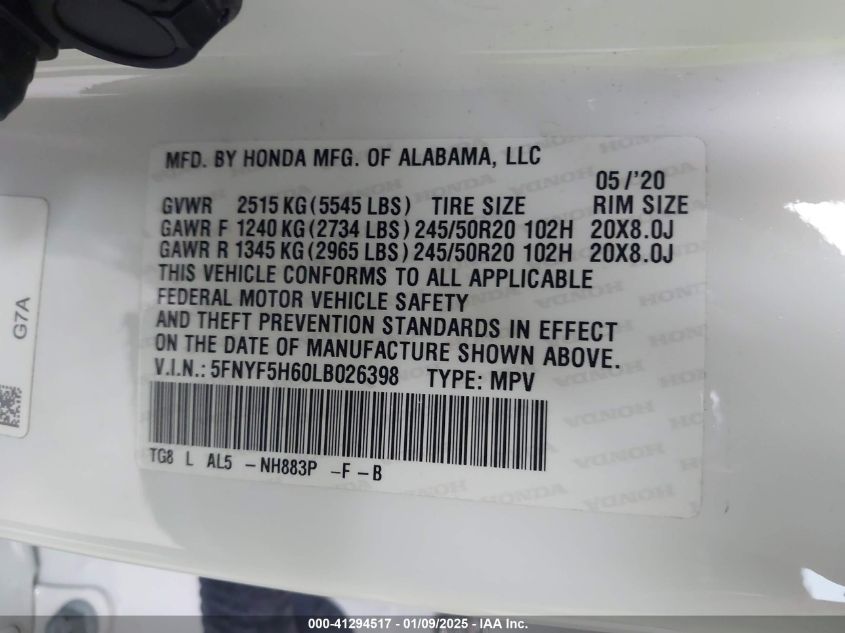 MFD. BY HONDA MFG. OF ALABAMA, LLC
05/'20
GVWR 2515 KG (5545 LBS) TIRE SIZE RIM SIZE
GAWR F 1240 KG (2734 LBS) 245/50R20 102H 20X8.0J
GAWR R 1345 KG (2965 LBS) 245/50R20 102H 20X8.0J
THIS VEHICLE CONFORMS TO ALL APPLICABLE
FEDERAL MOTOR VEHICLE SAFETY
AND THEFT PREVENTION STANDARDS IN EFFECT
ON THE DATE OF MANUFACTURE SHOWN ABOVE.
V.I.N.: 5FNYF5H60LB026398 TYPE: MPV
TG8 L AL5 -NH883P -F-B
G7A
000-41294517 - 01/09/2025 - IAA Inc.